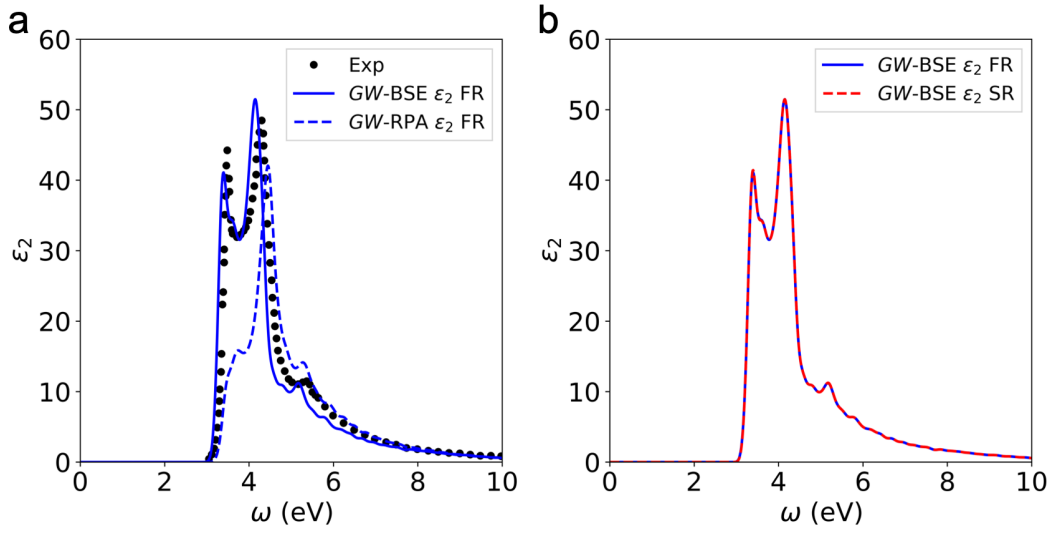 a
60
50
40
30
20
10
0
ε₂
0 2 4 6 8 10
ω (eV)
Exp
GW-BSE ε₂ FR
GW-RPA ε₂ FR
b
60
50
40
30
20
10
0
ε₂
0 2 4 6 8 10
ω (eV)
GW-BSE ε₂ FR
GW-BSE ε₂ SR